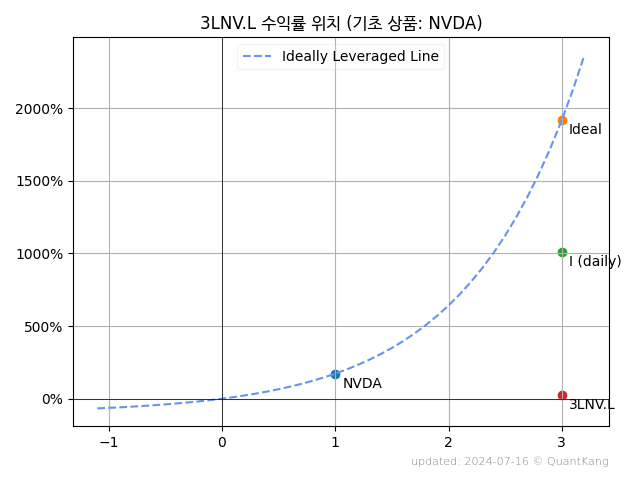 3LNV.L 수익률 위치 (기초 상품: NVDA)
Ideally Leveraged Line
2000%
1500%
1000%
500%
0%
Ideal
I (daily)
NVDA
3LNV.L
−1
0
1
2
3
updated: 2024-07-16 © QuantKang